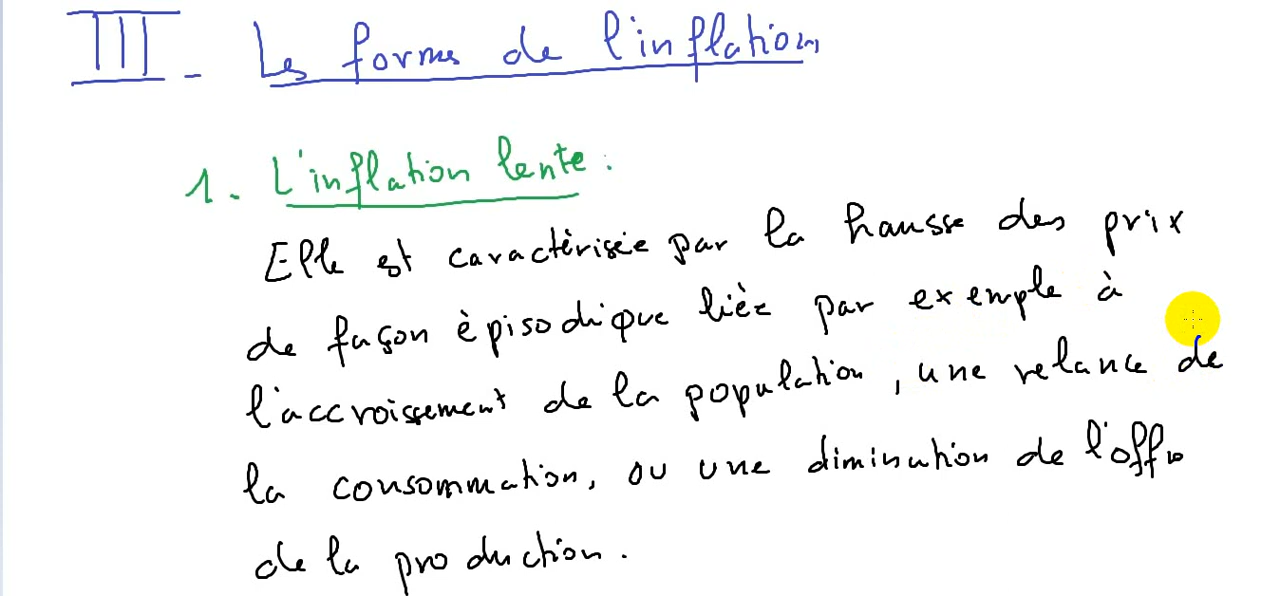 III - Les formes de l'inflation
1. L'inflation lente :
Elle est caractérisée par la hausse des prix
de façon épisodique liée par exemple à
l'accroissement de la population, une relance de
la consommation, ou une diminution de l'offre
de la production.